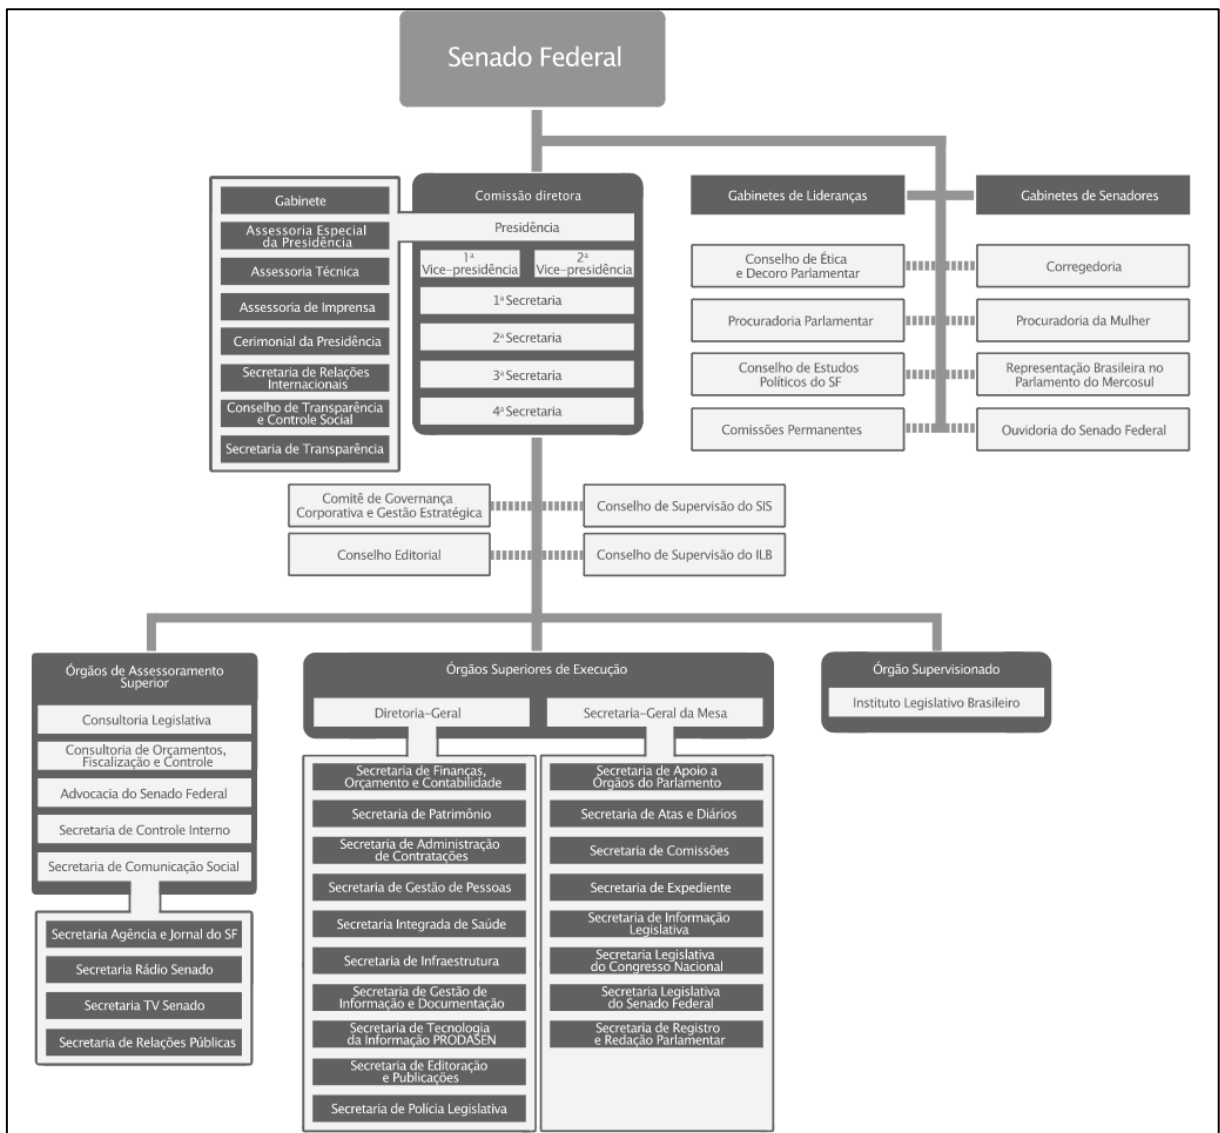 Senado Federal
Gabinete
Assessoria Especial
da Presidência
Assessoria Técnica
Assessoria de Imprensa
Cerimonial da Presidência
Secretaria de Relações
Internacionais
Conselho de Transparência
e Controle Social
Secretaria de Transparência
Comissão diretora
Presidência
1ª
Vice-presidência
2ª
Vice-presidência
1ª Secretaria
2ª Secretaria
3ª Secretaria
4ª Secretaria
Gabinetes de Lideranças
Gabinetes de Senadores
Conselho de Ética
e Decoro Parlamentar
Corregedoria
Procuradoria Parlamentar
Procuradoria da Mulher
Conselho de Estudos
Políticos do SF
Representação Brasileira no
Parlamento do Mercosul
Comissões Permanentes
Ouvidoria do Senado Federal
Comitê de Governança
Corporativa e Gestão Estratégica
Conselho de Supervisão do SIS
Conselho Editorial
Conselho de Supervisão do ILB
Órgãos de Assessoramento
Superior
Consultoria Legislativa
Consultoria de Orçamentos,
Fiscalização e Controle
Advocacia do Senado Federal
Secretaria de Controle Interno
Secretaria de Comunicação Social
Secretaria Agência e Jornal do SF
Secretaria Rádio Senado
Secretaria TV Senado
Secretaria de Relações Públicas
Órgãos Superiores de Execução
Diretoria-Geral
Secretaria-Geral da Mesa
Secretaria de Finanças,
Orçamento e Contabilidade
Secretaria de Patrimônio
Secretaria de Administração
de Contratações
Secretaria de Gestão de Pessoas
Secretaria Integrada de Saúde
Secretaria de Infraestrutura
Secretaria de Gestão de
Informação e Documentação
Secretaria de Tecnologia
da Informação PRODASEN
Secretaria de Editoração
e Publicações
Secretaria de Polícia Legislativa
Secretaria de Apoio a
Órgãos do Parlamento
Secretaria de Atas e Diários
Secretaria de Comissões
Secretaria de Expediente
Secretaria de Informação
Legislativa
Secretaria Legislativa
do Congresso Nacional
Secretaria Legislativa
do Senado Federal
Secretaria de Registro
e Redação Parlamentar
Órgão Supervisionado
Instituto Legislativo Brasileiro